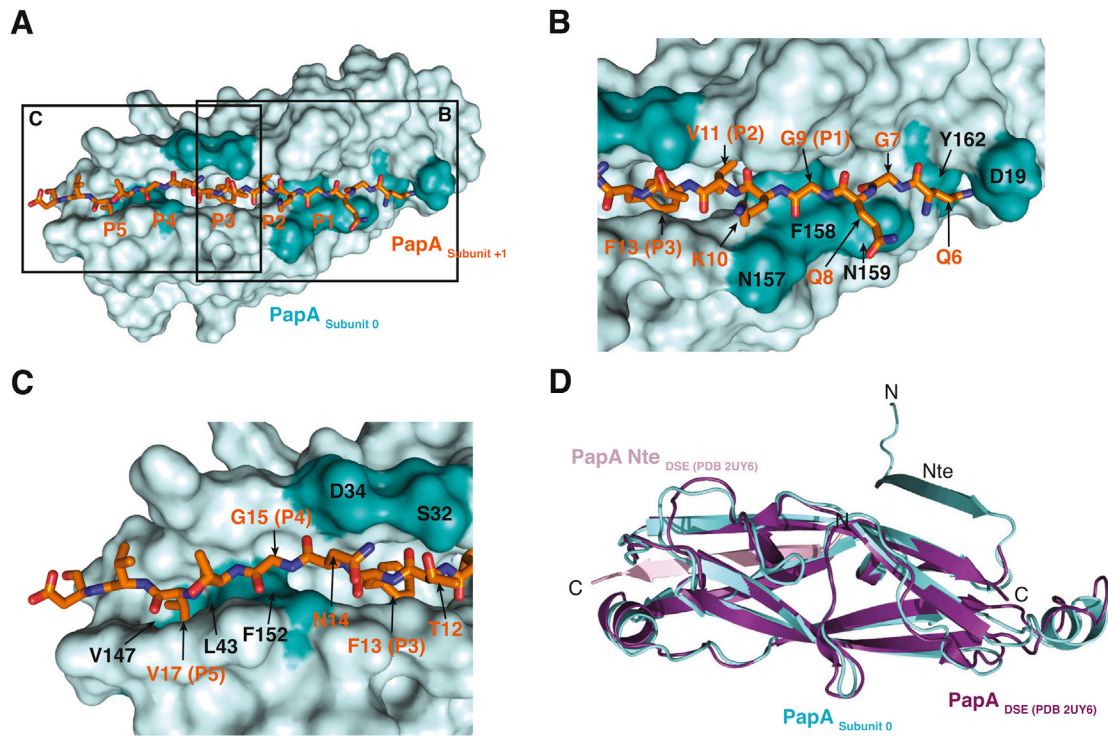 A
C
B
P5
P4
P3
P2
P1
PapA Subunit +1
PapA Subunit 0
B
V11 (P2)
G9 (P1)
G7
Y162
D19
F13 (P3)
K10
F158
N157
Q8
N159
Q6
C
D34
S32
G15 (P4)
V147
L43
F152
N14
T12
V17 (P5)
F13 (P3)
D
N
PapA Nte DSE (PDB 2UY6)
Nte
N
C
C
PapA Subunit 0
PapA DSE (PDB 2UY6)